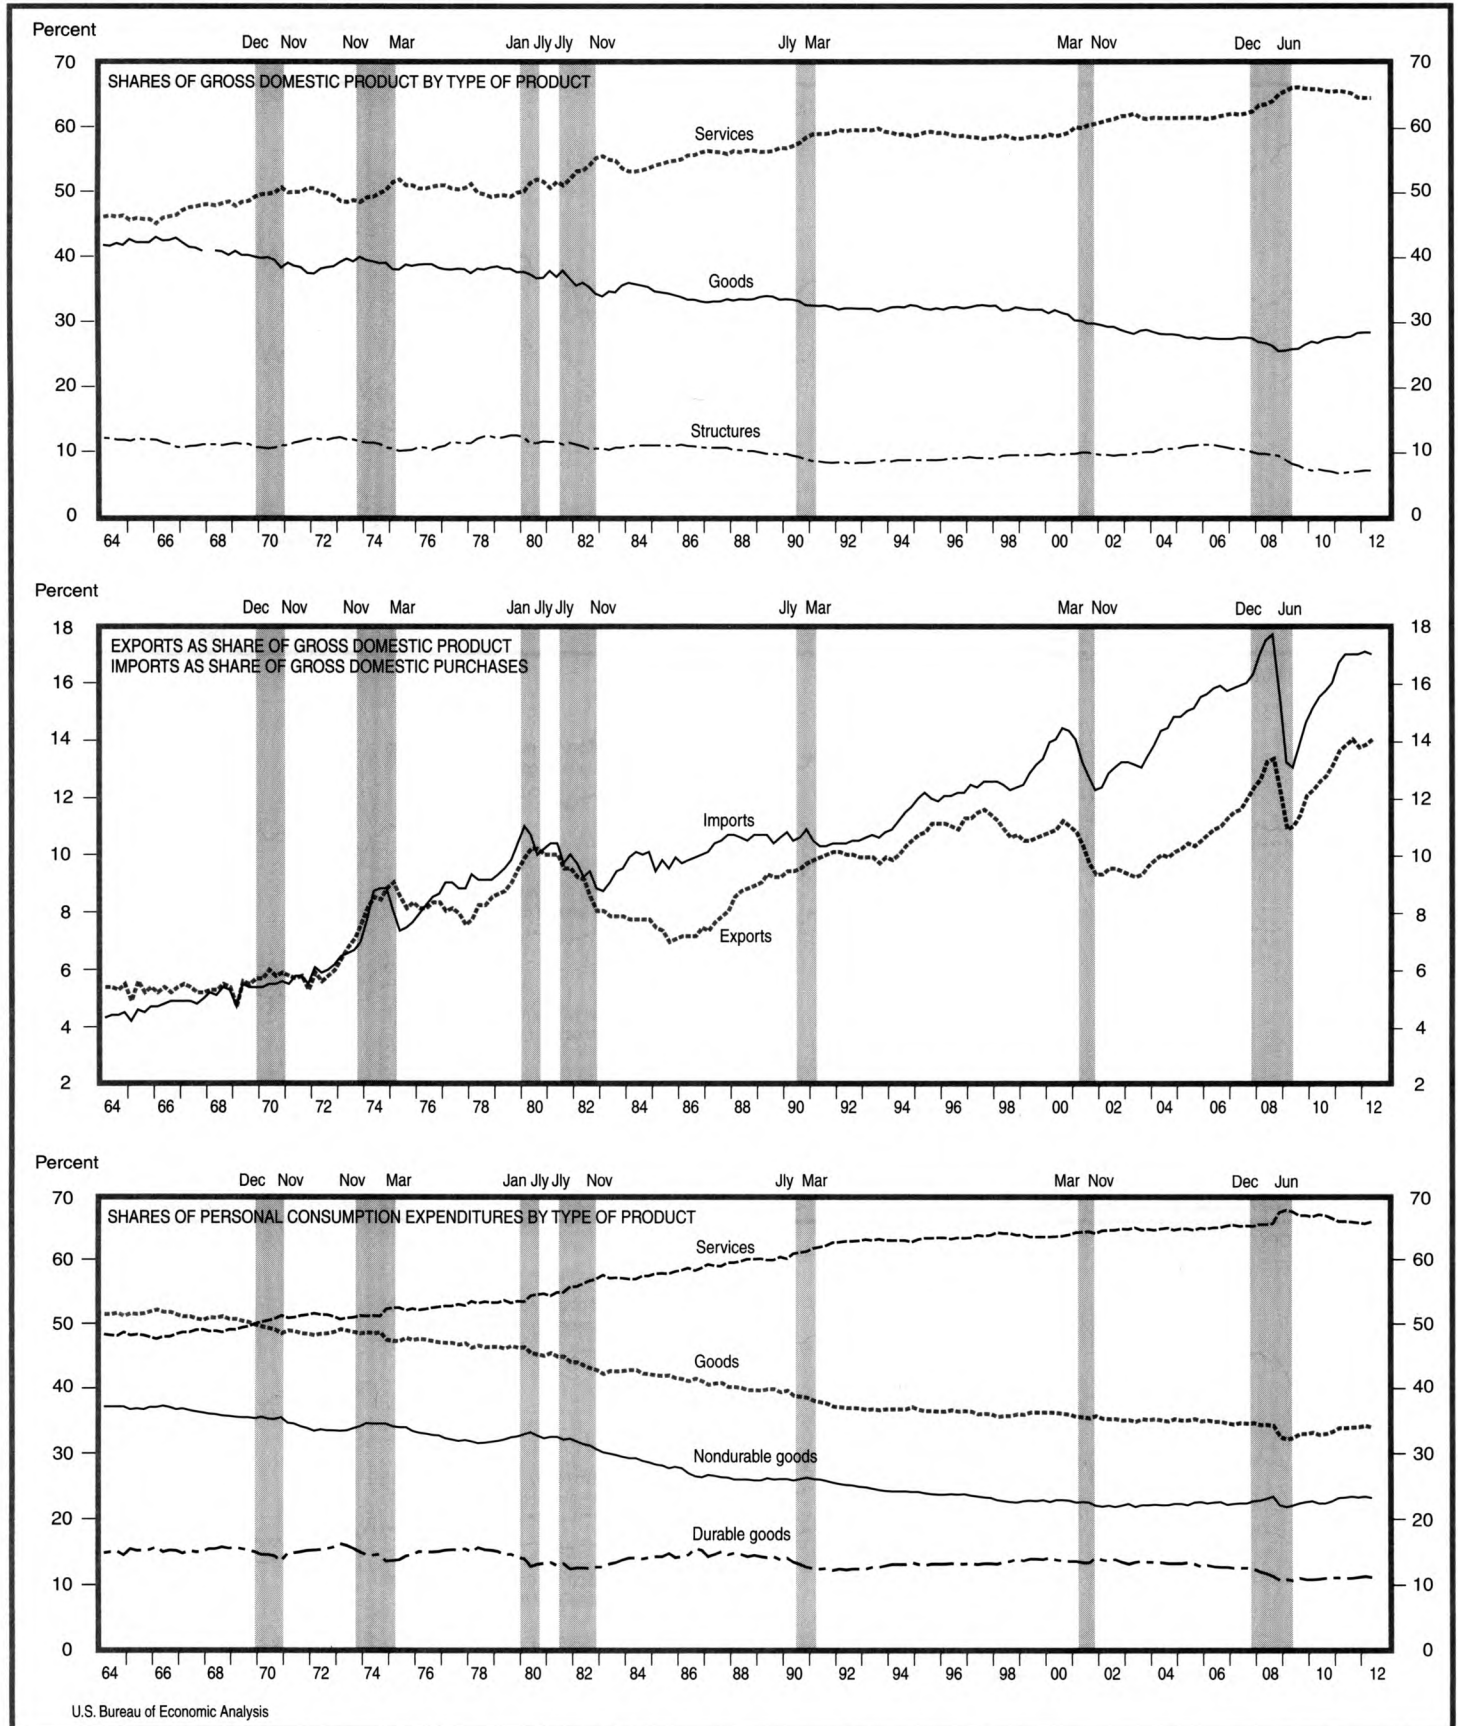 Percent
Dec Nov Nov Mar Jan Jly Jly Nov Jly Mar Mar Nov Dec Jun
70 70
SHARES OF GROSS DOMESTIC PRODUCT BY TYPE OF PRODUCT
60 Services 60
50 50
40 40
Goods
30 30
20 20
Structures
10 10
0 0
64 66 68 70 72 74 76 78 80 82 84 86 88 90 92 94 96 98 00 02 04 06 08 10 12
Percent
Dec Nov Nov Mar Jan Jly Jly Nov Jly Mar Mar Nov Dec Jun
18 18
EXPORTS AS SHARE OF GROSS DOMESTIC PRODUCT
IMPORTS AS SHARE OF GROSS DOMESTIC PURCHASES
16 16
14 14
12 12
Imports
10 10
8 8
Exports
6 6
4 4
2 2
64 66 68 70 72 74 76 78 80 82 84 86 88 90 92 94 96 98 00 02 04 06 08 10 12
Percent
Dec Nov Nov Mar Jan Jly Jly Nov Jly Mar Mar Nov Dec Jun
70 70
SHARES OF PERSONAL CONSUMPTION EXPENDITURES BY TYPE OF PRODUCT
Services
60 60
50 50
Goods
40 40
Nondurable goods
30 30
20 20
Durable goods
10 10
0 0
64 66 68 70 72 74 76 78 80 82 84 86 88 90 92 94 96 98 00 02 04 06 08 10 12
U.S. Bureau of Economic Analysis